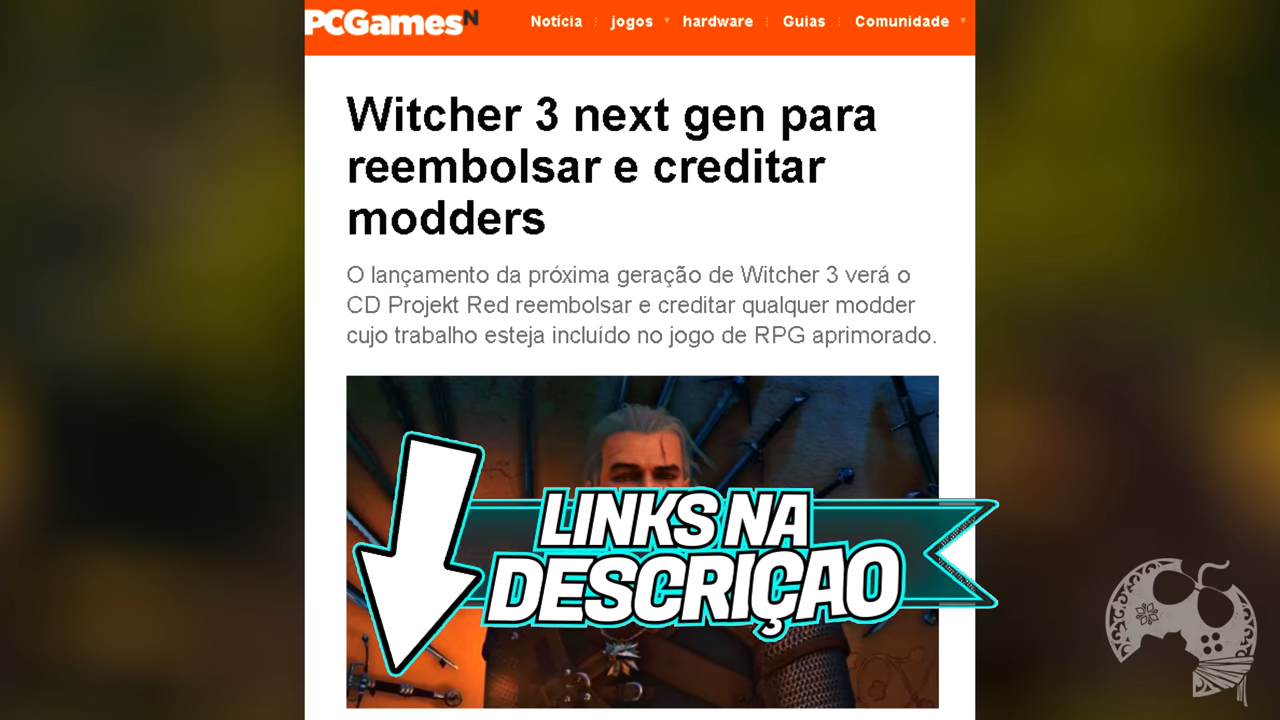 PCGamesN
Notícia jogos hardware Guias Comunidade
Witcher 3 next gen para
reembolsar e creditar
modders
O lançamento da próxima geração de Witcher 3 verá o
CD Projekt Red reembolsar e creditar qualquer modder
cujo trabalho esteja incluído no jogo de RPG aprimorado.
LINKS NA
DESCRIÇAO